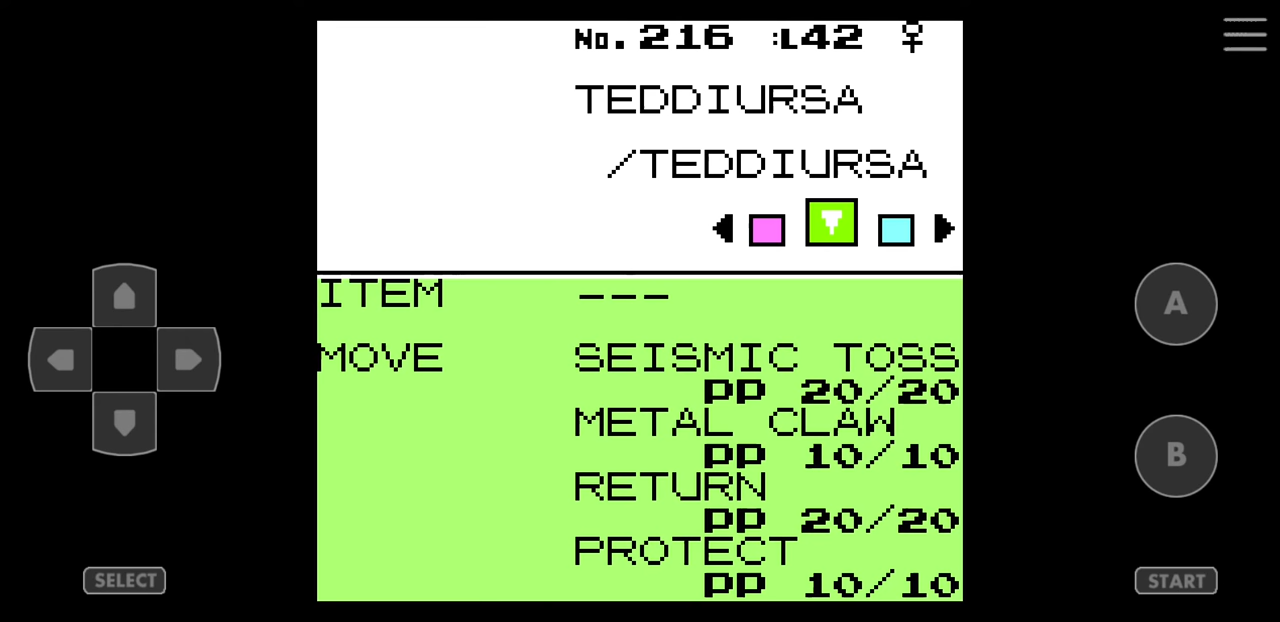 No. 216 :L42 ♀
TEDDIURSA
/TEDDIURSA
ITEM ---
MOVE SEISMIC TOSS
PP 20/20
METAL CLAW
PP 10/10
RETURN
PP 20/20
PROTECT
PP 10/10
A
B
SELECT
START